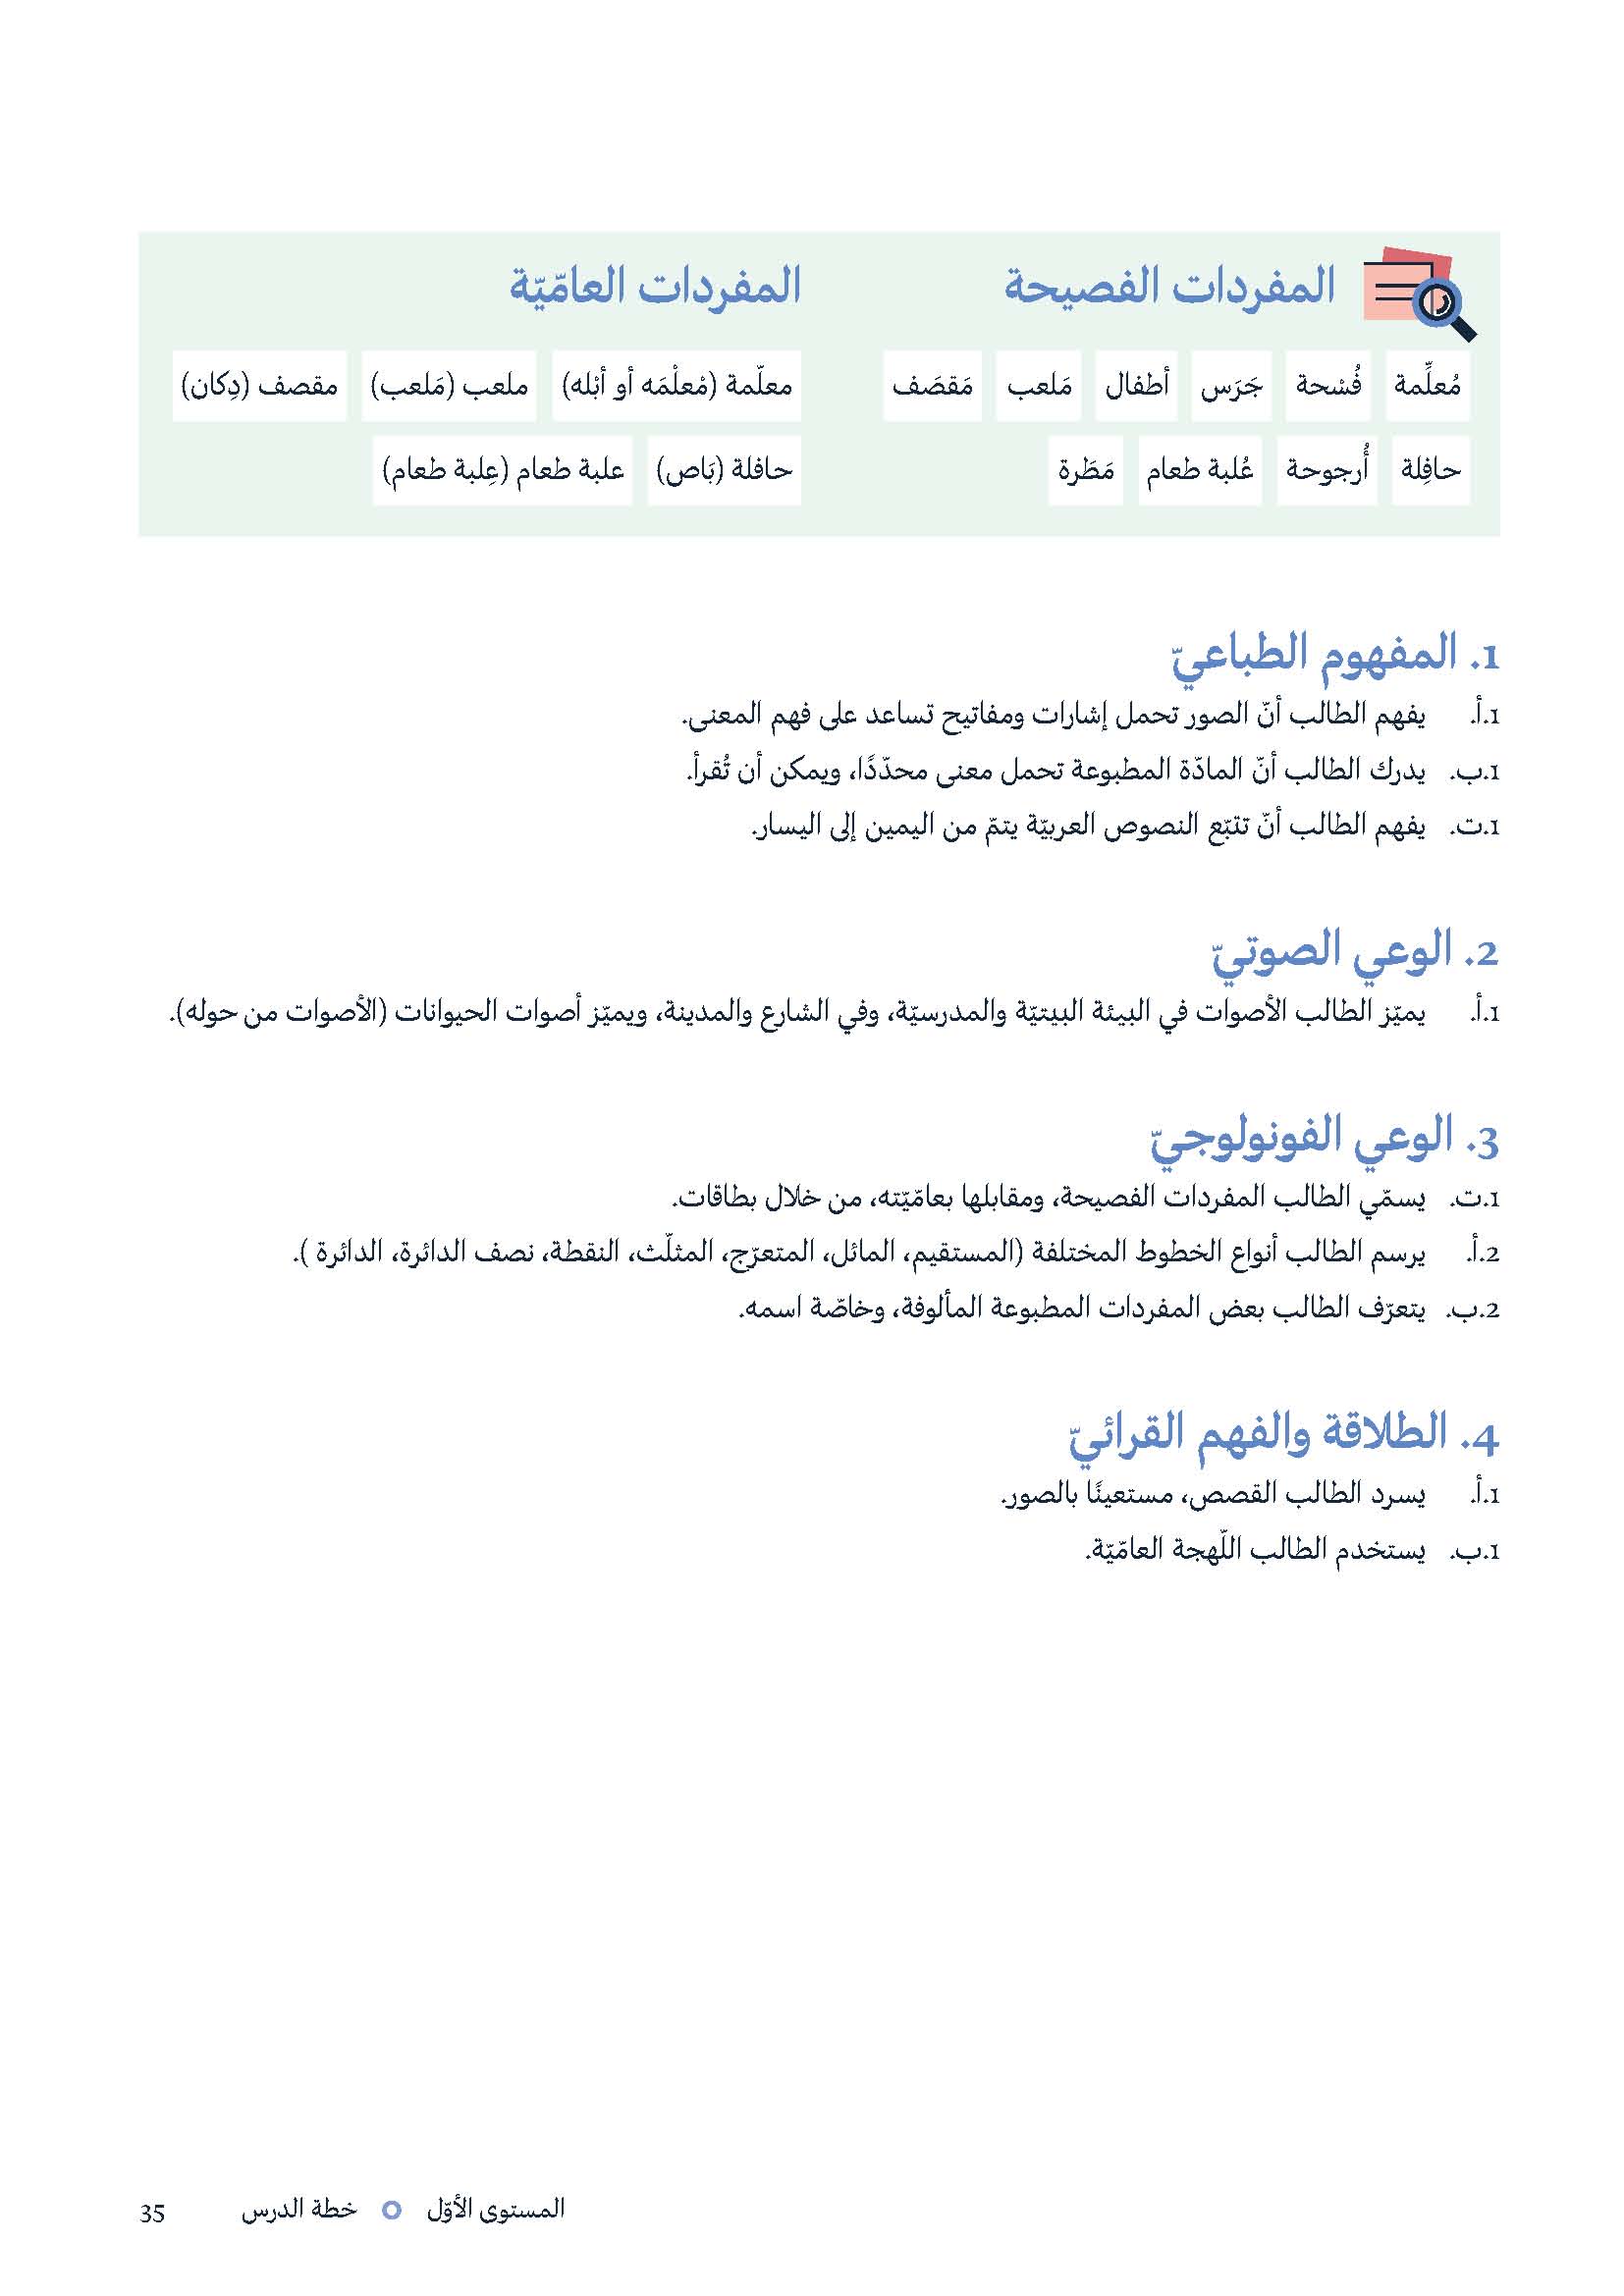 المفردات الفصيحة
مُعلِّمة فُسْحة جَرَس أطفال مَلعب مَقصَف
حافِلة أُرجوحة عُلبة طعام مَطَرة
المفردات العامّيّة
معلّمة (مْعلْمَه أو أبْله) ملعب (مَلعب) مقصف (دِكان)
حافلة (بَاص) علبة طعام (عِلبة طعام)
1. المفهوم الطباعيّ
1.أ. يفهم الطالب أنّ الصور تحمل إشارات ومفاتيح تساعد على فهم المعنى.
1.ب. يدرك الطالب أنّ المادّة المطبوعة تحمل معنى محدّدًا، ويمكن أن تُقرأ.
1.ت. يفهم الطالب أنّ تتبّع النصوص العربيّة يتمّ من اليمين إلى اليسار.
2. الوعي الصوتيّ
1.أ. يميّز الطالب الأصوات في البيئة البيتيّة والمدرسيّة، وفي الشارع والمدينة، ويميّز أصوات الحيوانات (الأصوات من حوله).
3. الوعي الفونولوجيّ
1.ت. يسمّي الطالب المفردات الفصيحة، ومقابلها بعامّيّته، من خلال بطاقات.
2.أ. يرسم الطالب أنواع الخطوط المختلفة (المستقيم، المائل، المتعرّج، المثلّث، النقطة، نصف الدائرة، الدائرة ).
2.ب. يتعرّف الطالب بعض المفردات المطبوعة المألوفة، وخاصّة اسمه.
4. الطلاقة والفهم القرائيّ
1.أ. يسرد الطالب القصص، مستعينًا بالصور.
1.ب. يستخدم الطالب اللّهجة العامّيّة.
المستوى الأوّل خطة الدرس 35